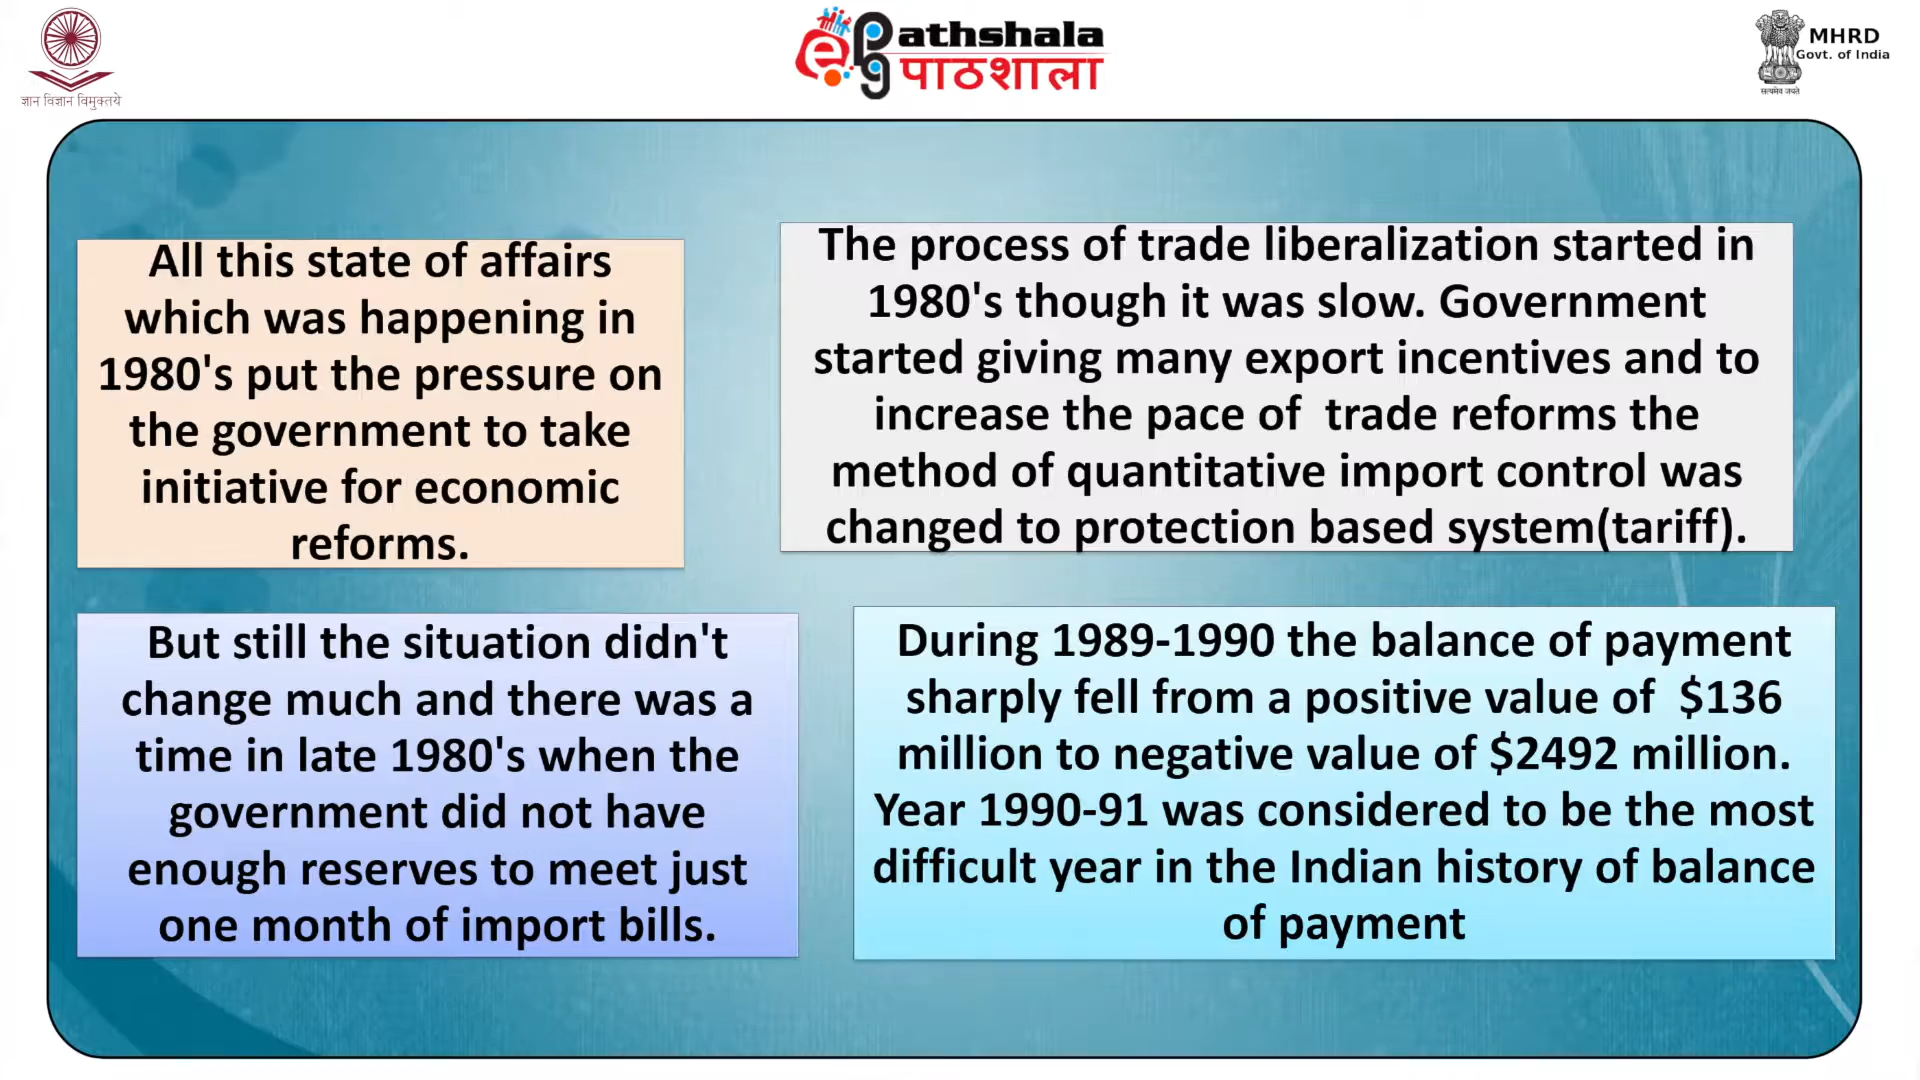 ज्ञान विज्ञान विमुक्तये
ePg athshala
पाठशाला
MHRD
Govt. of India
सत्यमेव जयते
All this state of affairs
which was happening in
1980's put the pressure on
the government to take
initiative for economic
reforms.
The process of trade liberalization started in
1980's though it was slow. Government
started giving many export incentives and to
increase the pace of  trade reforms the
method of quantitative import control was
changed to protection based system(tariff).
But still the situation didn't
change much and there was a
time in late 1980's when the
government did not have
enough reserves to meet just
one month of import bills.
During 1989-1990 the balance of payment
sharply fell from a positive value of  $136
million to negative value of $2492 million.
Year 1990-91 was considered to be the most
difficult year in the Indian history of balance
of payment